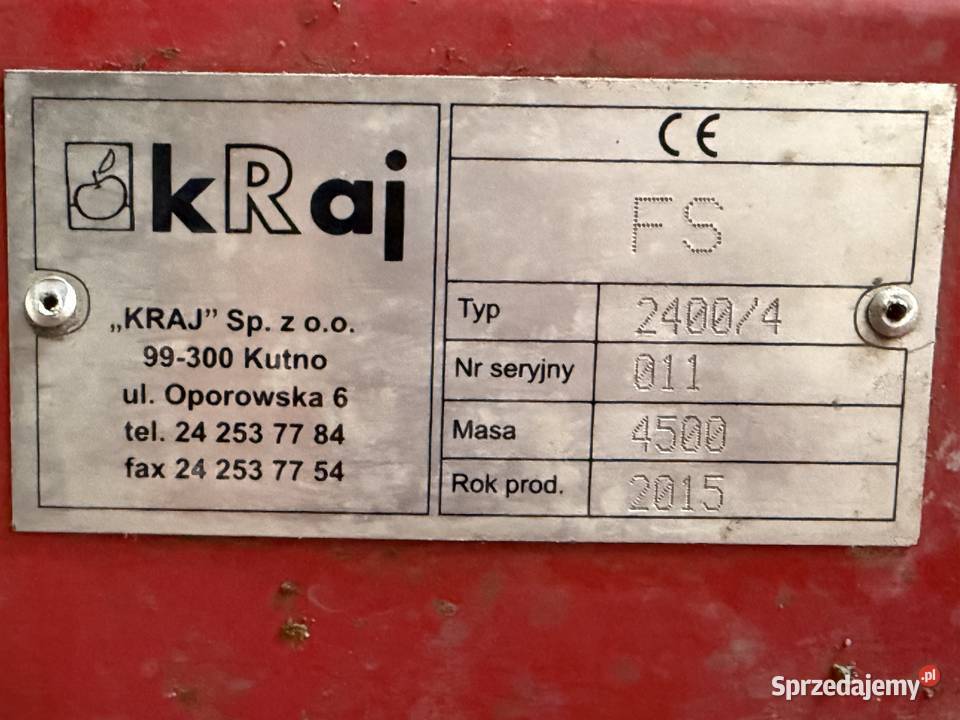 kRaj
„KRAJ” Sp. z o.o.
99-300 Kutno
ul. Oporowska 6
tel. 24 253 77 84
fax 24 253 77 54
CE
FS
Typ 2400/4
Nr seryjny 011
Masa 4500
Rok prod. 2015
Sprzedajemy.pl